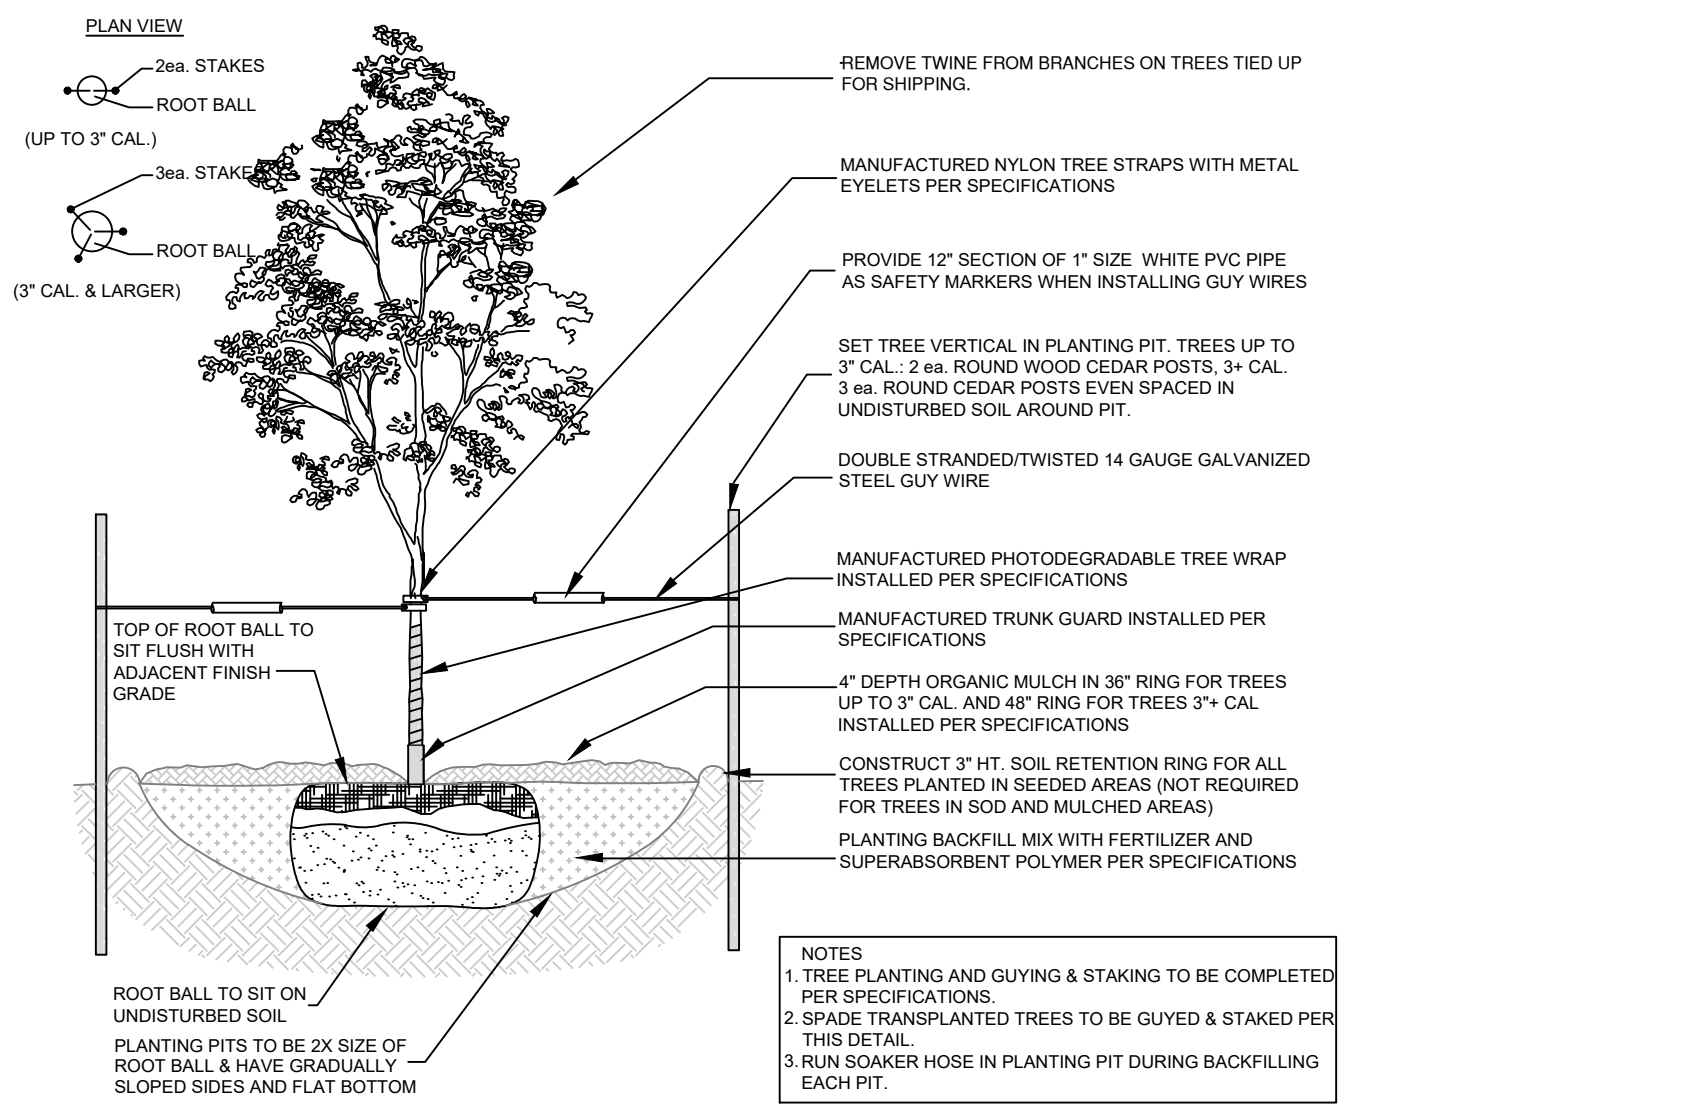 PLAN VIEW
2ea. STAKES
ROOT BALL
(UP TO 3" CAL.)
3ea. STAKES
ROOT BALL
(3" CAL. & LARGER)
REMOVE TWINE FROM BRANCHES ON TREES TIED UP
FOR SHIPPING.
MANUFACTURED NYLON TREE STRAPS WITH METAL
EYELETS PER SPECIFICATIONS
PROVIDE 12" SECTION OF 1" SIZE WHITE PVC PIPE
AS SAFETY MARKERS WHEN INSTALLING GUY WIRES
SET TREE VERTICAL IN PLANTING PIT. TREES UP TO
3" CAL.: 2 ea. ROUND WOOD CEDAR POSTS, 3+ CAL.
3 ea. ROUND CEDAR POSTS EVEN SPACED IN
UNDISTURBED SOIL AROUND PIT.
DOUBLE STRANDED/TWISTED 14 GAUGE GALVANIZED
STEEL GUY WIRE
MANUFACTURED PHOTODEGRADABLE TREE WRAP
INSTALLED PER SPECIFICATIONS
MANUFACTURED TRUNK GUARD INSTALLED PER
SPECIFICATIONS
4" DEPTH ORGANIC MULCH IN 36" RING FOR TREES
UP TO 3" CAL. AND 48" RING FOR TREES 3"+ CAL
INSTALLED PER SPECIFICATIONS
CONSTRUCT 3" HT. SOIL RETENTION RING FOR ALL
TREES PLANTED IN SEEDED AREAS (NOT REQUIRED
FOR TREES IN SOD AND MULCHED AREAS)
PLANTING BACKFILL MIX WITH FERTILIZER AND
SUPERABSORBENT POLYMER PER SPECIFICATIONS
TOP OF ROOT BALL TO
SIT FLUSH WITH
ADJACENT FINISH
GRADE
ROOT BALL TO SIT ON
UNDISTURBED SOIL
PLANTING PITS TO BE 2X SIZE OF
ROOT BALL & HAVE GRADUALLY
SLOPED SIDES AND FLAT BOTTOM
NOTES
1. TREE PLANTING AND GUYING & STAKING TO BE COMPLETED
PER SPECIFICATIONS.
2. SPADE TRANSPLANTED TREES TO BE GUYED & STAKED PER
THIS DETAIL.
3. RUN SOAKER HOSE IN PLANTING PIT DURING BACKFILLING
EACH PIT.